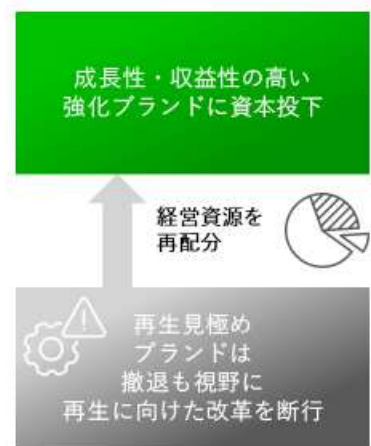 成長性・収益性の高い
強化ブランドに資本投下
経営資源を
再配分
再生見極め
ブランドは
撤退も視野に
再生に向けた改革を断行